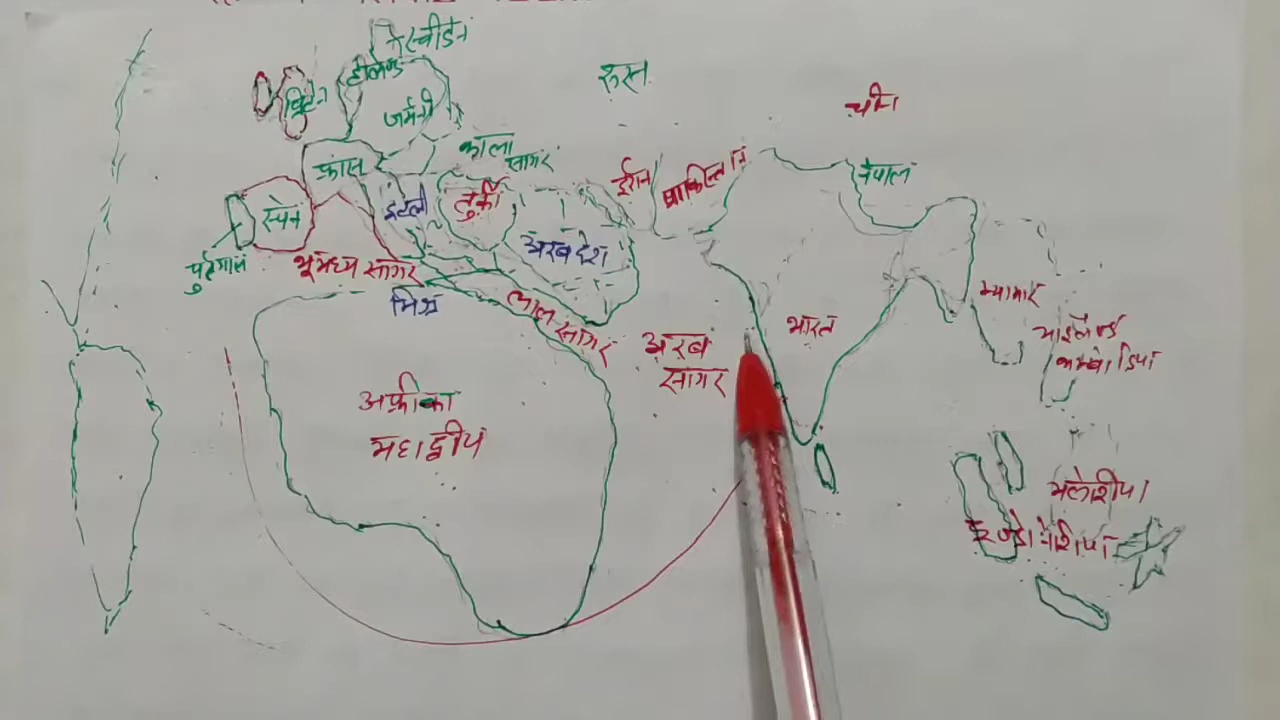 स्वीडन
हॉलैण्ड
ब्रिटेन
जर्मनी
रूस
चीन
काला
सागर
फ्रांस
ईरान
पाकिस्तान
नेपाल
स्पेन
इटली
तुर्की
अरब देश
पुर्तगाल
भूमध्य सागर
मिश्र
लाल सागर
म्यामार
भारत
अरब
सागर
थाईलैण्ड
कम्बोडिया
अफ्रीका
महाद्वीप
मलेशिया
इण्डोनेशिया